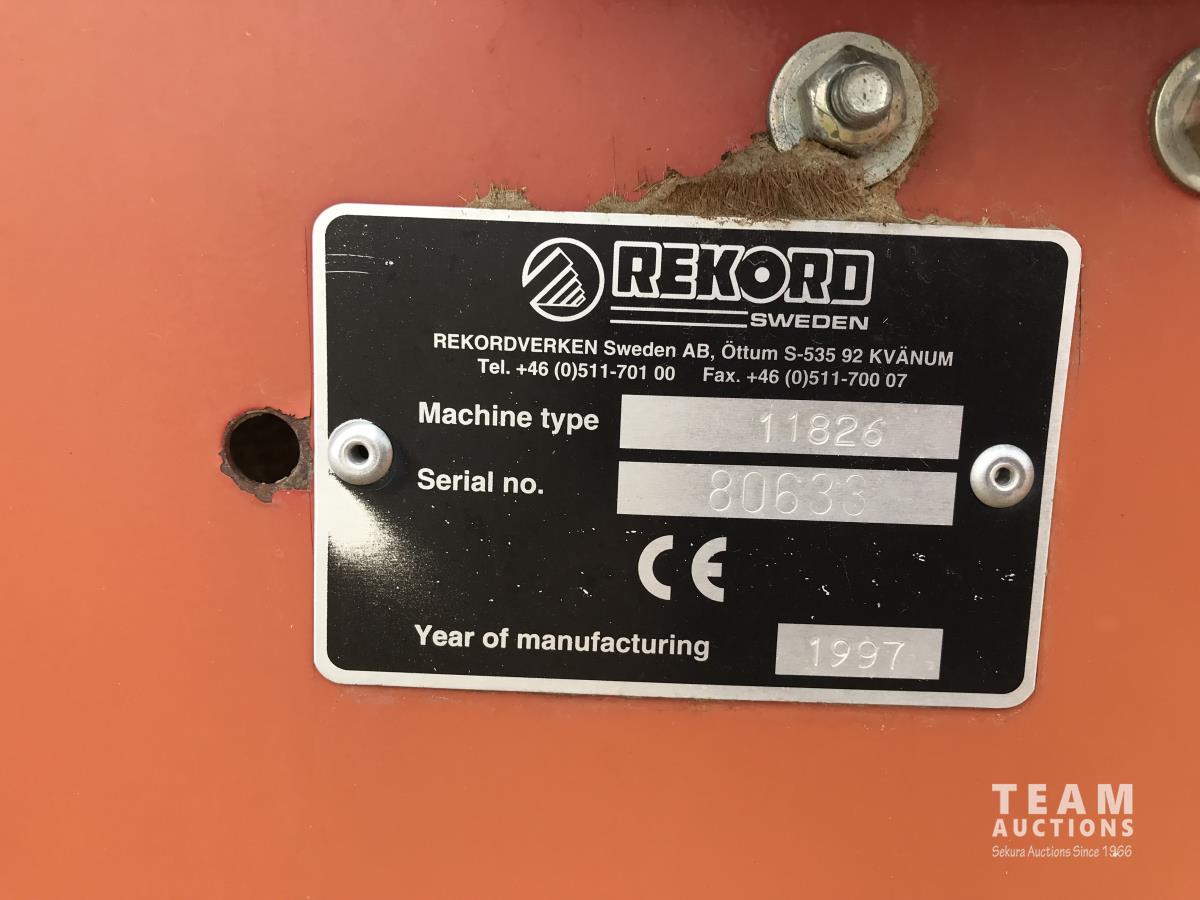 REKORD
SWEDEN
REKORDVERKEN Sweden AB, Öttum S-535 92 KVÄNUM
Tel. +46 (0)511-701 00 Fax. +46 (0)511-700 07
Machine type 11826
Serial no. 80633
CE
Year of manufacturing 1997
TEAM
AUCTIONS
Sekura Auctions Since 1966